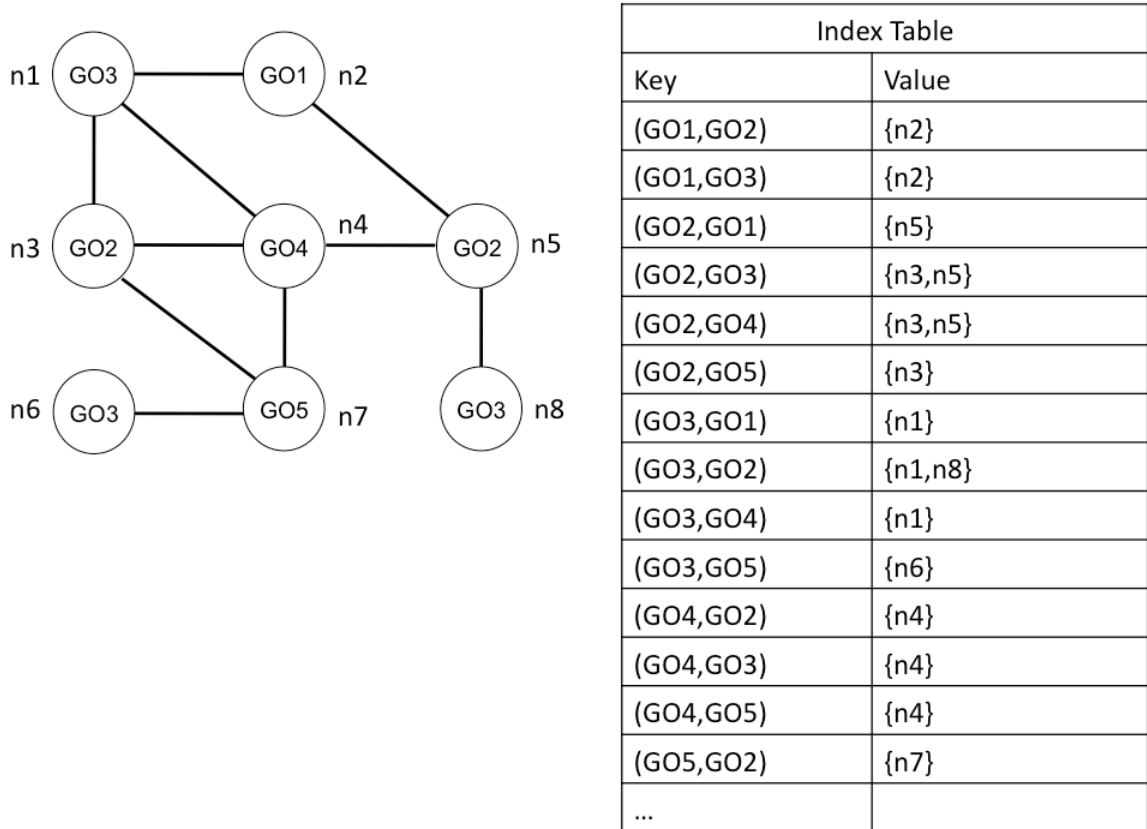 n1 GO3 GO1 n2
n3 GO2 GO4 n4 GO2 n5
n6 GO3 GO5 n7 GO3 n8
Index Table
Key Value
(GO1,GO2) {n2}
(GO1,GO3) {n2}
(GO2,GO1) {n5}
(GO2,GO3) {n3,n5}
(GO2,GO4) {n3,n5}
(GO2,GO5) {n3}
(GO3,GO1) {n1}
(GO3,GO2) {n1,n8}
(GO3,GO4) {n1}
(GO3,GO5) {n6}
(GO4,GO2) {n4}
(GO4,GO3) {n4}
(GO4,GO5) {n4}
(GO5,GO2) {n7}
...